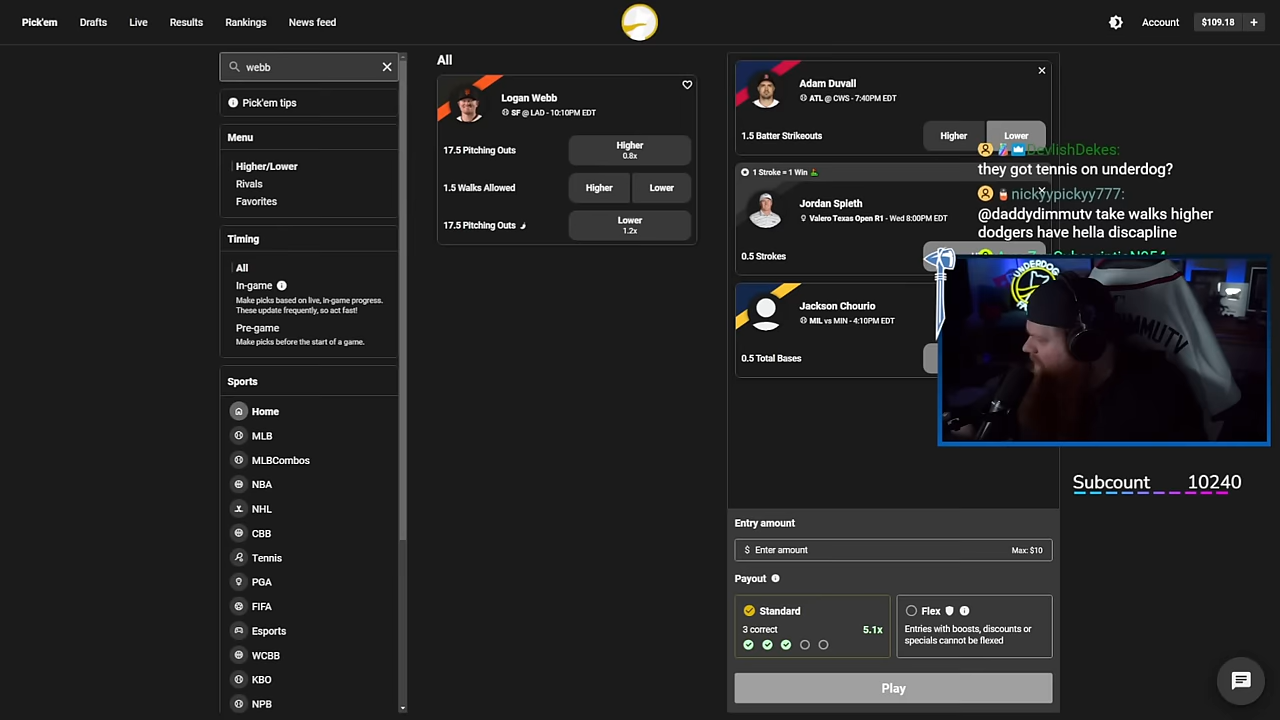 Pick'em
Drafts
Live
Results
Rankings
News feed
Account
$109.18 +
webb
Pick'em tips
Menu
Higher/Lower
Rivals
Favorites
Timing
All
In-game
Make picks based on live, in-game progress.
These update frequently, so act fast!
Pre-game
Make picks before the start of a game.
Sports
Home
MLB
MLBCombos
NBA
NHL
CBB
Tennis
PGA
FIFA
Esports
WCBB
KBO
NPB
All
Logan Webb
SF @ LAD - 10:10PM EDT
17.5 Pitching Outs
Higher
0.8x
1.5 Walks Allowed
Higher
Lower
17.5 Pitching Outs
Lower
1.2x
Adam Duvall
ATL @ CWS - 7:40PM EDT
1.5 Batter Strikeouts
Higher
Lower
1 Stroke = 1 Win
Jordan Spieth
Valero Texas Open R1 - Wed 8:00PM EDT
0.5 Strokes
Jackson Chourio
MIL vs MIN - 4:10PM EDT
0.5 Total Bases
Entry amount
$ Enter amount
Max: $10
Payout
Standard
3 correct
5.1x
Flex
Entries with boosts, discounts or
specials cannot be flexed
Play
DevlishDekes:
they got tennis on underdog?
nickyypickyy777:
@daddydimmutv take walks higher
dodgers have hella discapline
UNDERDOG
Subcount 10240